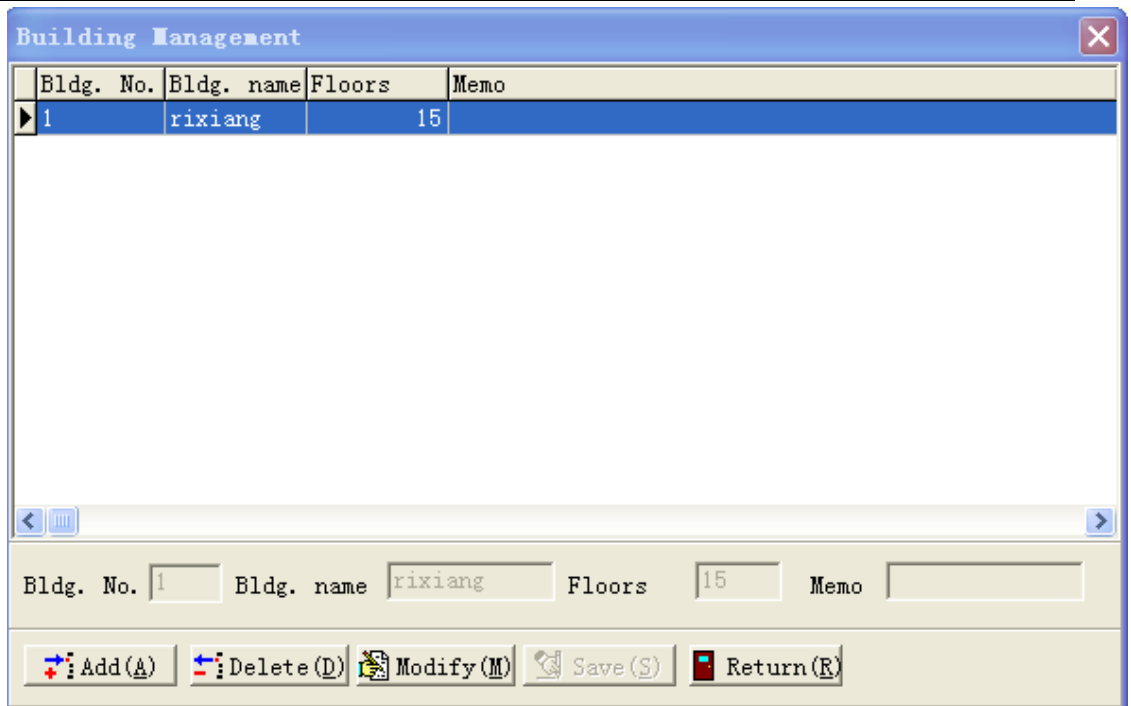 Building Management
Bldg. No. Bldg. name Floors Memo
1 rixiang 15
Bldg. No. 1 Bldg. name rixiang Floors 15 Memo
Add(A) Delete(D) Modify(M) Save(S) Return(R)